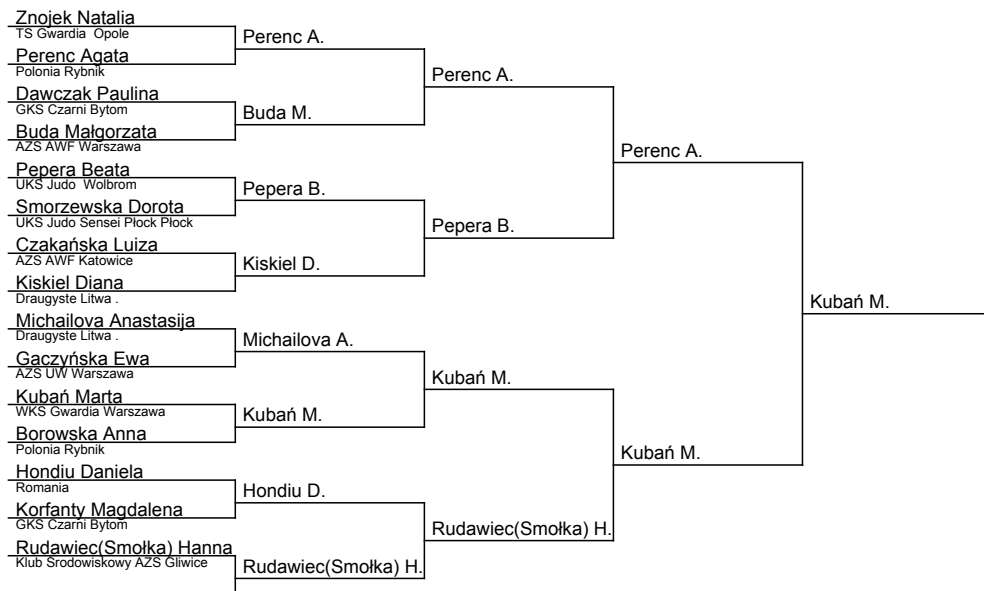 Znojek Natalia
TS Gwardia  Opole
Perenc Agata
Polonia Rybnik
Dawczak Paulina
GKS Czarni Bytom
Buda Małgorzata
AZS AWF Warszawa
Pepera Beata
UKS Judo  Wolbrom
Smorzewska Dorota
UKS Judo Sensei Płock Płock
Czakańska Luiza
AZS AWF Katowice
Kiskiel Diana
Draugyste Litwa .
Michailova Anastasija
Draugyste Litwa .
Gaczyńska Ewa
AZS UW Warszawa
Kubań Marta
WKS Gwardia Warszawa
Borowska Anna
Polonia Rybnik
Hondiu Daniela
Romania
Korfanty Magdalena
GKS Czarni Bytom
Rudawiec(Smołka) Hanna
Klub Środowiskowy AZS Gliwice
Perenc A.
Buda M.
Pepera B.
Kiskiel D.
Michailova A.
Kubań M.
Hondiu D.
Rudawiec(Smołka) H.
Perenc A.
Pepera B.
Kubań M.
Rudawiec(Smołka) H.
Perenc A.
Kubań M.
Kubań M.